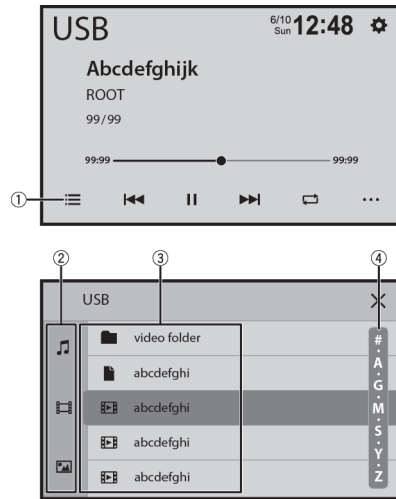 USB
6/10
Sun 12:48
Abcdefghijk
ROOT
99/99
99:99 99:99
①
② ③ ④
USB
video folder
abcdefghi
abcdefghi
abcdefghi
abcdefghi
#
A
G
M
S
Y
Z